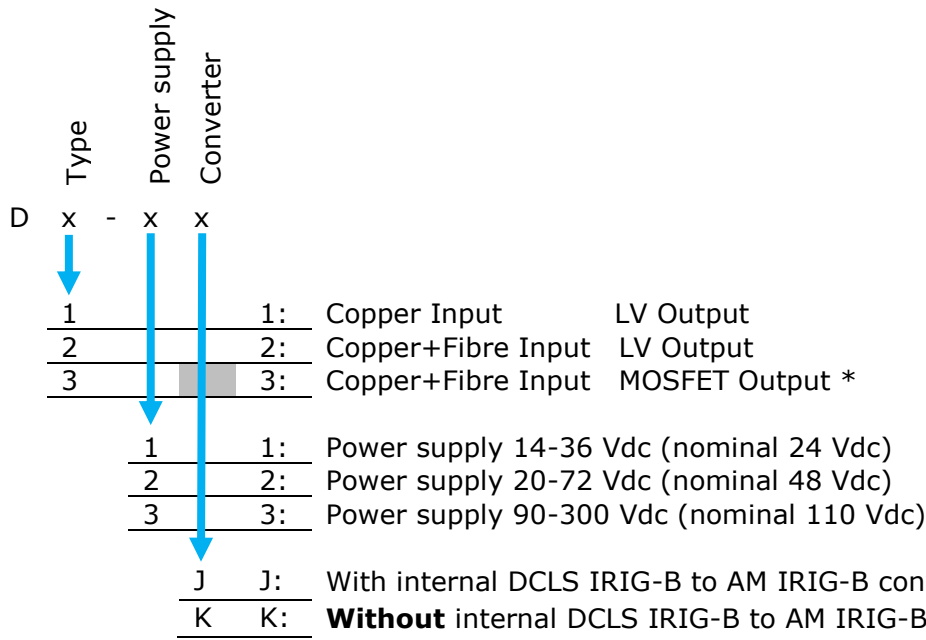 Type
Power supply
Converter
D x - x x
1 1: Copper Input LV Output
2 2: Copper+Fibre Input LV Output
3 3: Copper+Fibre Input MOSFET Output *
1 1: Power supply 14-36 Vdc (nominal 24 Vdc)
2 2: Power supply 20-72 Vdc (nominal 48 Vdc)
3 3: Power supply 90-300 Vdc (nominal 110 Vdc)
J J: With internal DCLS IRIG-B to AM IRIG-B con
K K: Without internal DCLS IRIG-B to AM IRIG-B